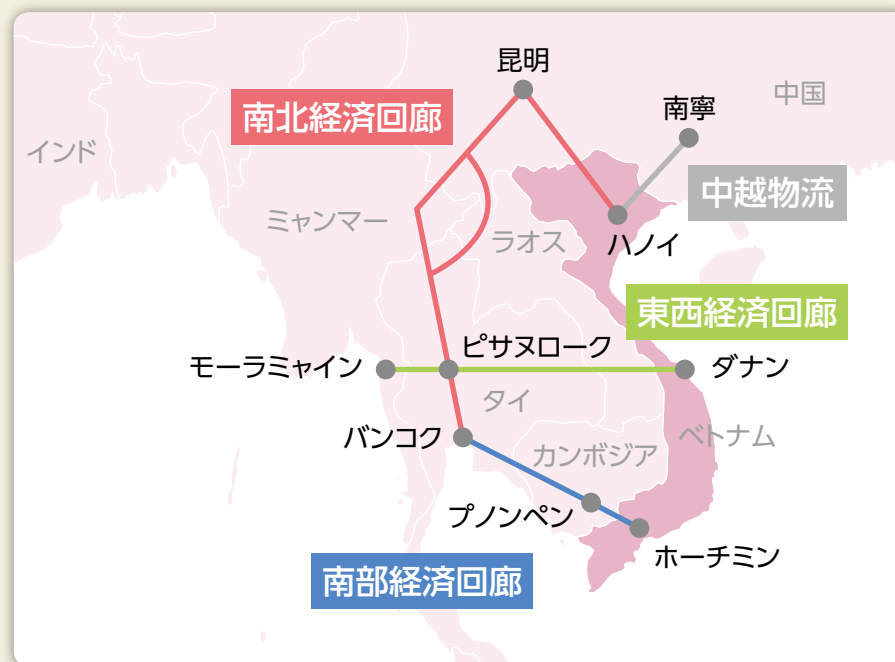 昆明
中国
南寧
南北経済回廊
インド
中越物流
ミャンマー
ラオス
ハノイ
東西経済回廊
ピサヌローク
モーラミャイン
ダナン
タイ
バンコク
カンボジア
ベトナム
プノンペン
ホーチミン
南部経済回廊